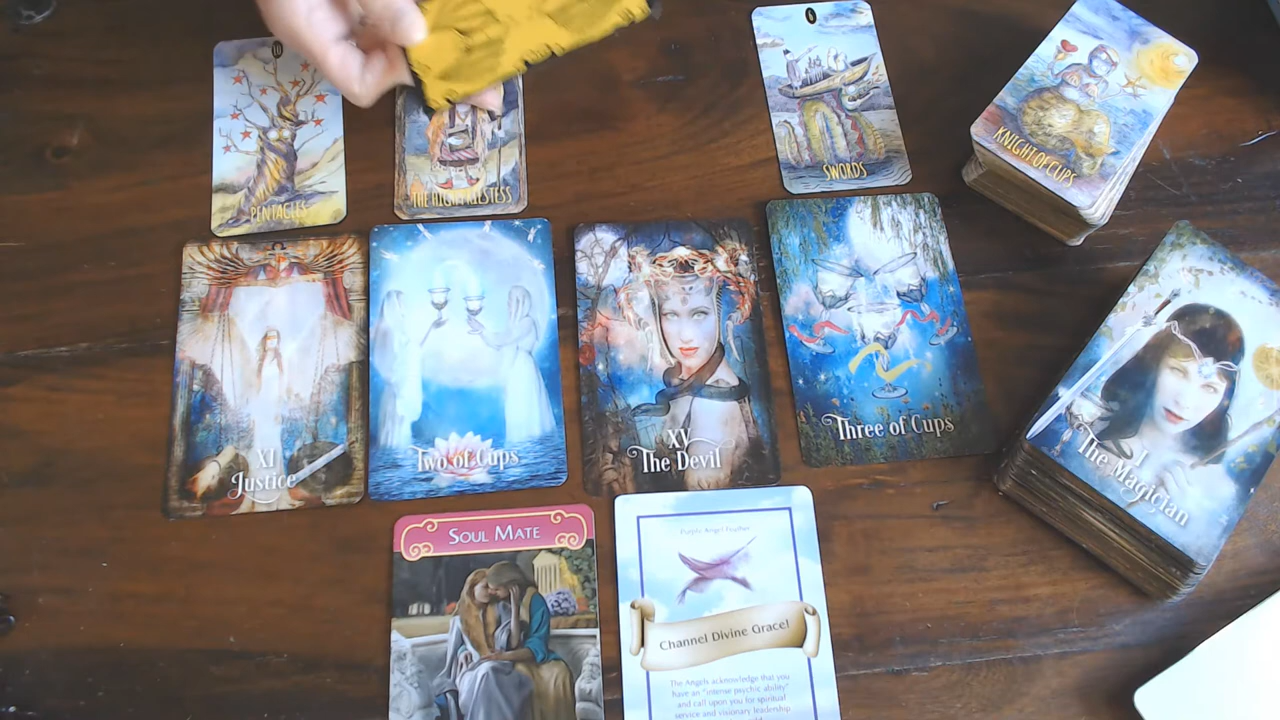 10
PENTACLES
THE HIGH PRIESTESS
6
SWORDS
KNIGHT OF CUPS
XI
Justice
Two of Cups
XV
The Devil
Three of Cups
I
The Magician
SOUL MATE
Purple Angel Feather
Channel Divine Grace!
The Angels acknowledge that you
have an "intense psychic ability"
and call upon you for spiritual
service and visionary leadership